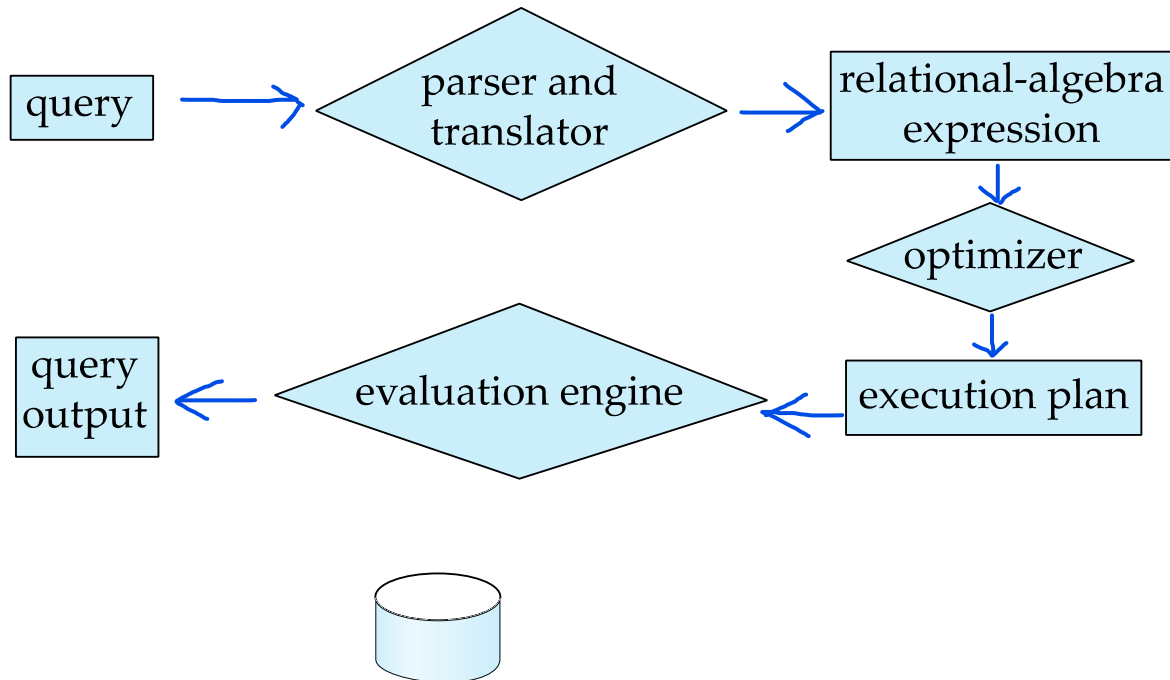 query
parser and
translator
relational-algebra
expression
optimizer
execution plan
evaluation engine
query
output